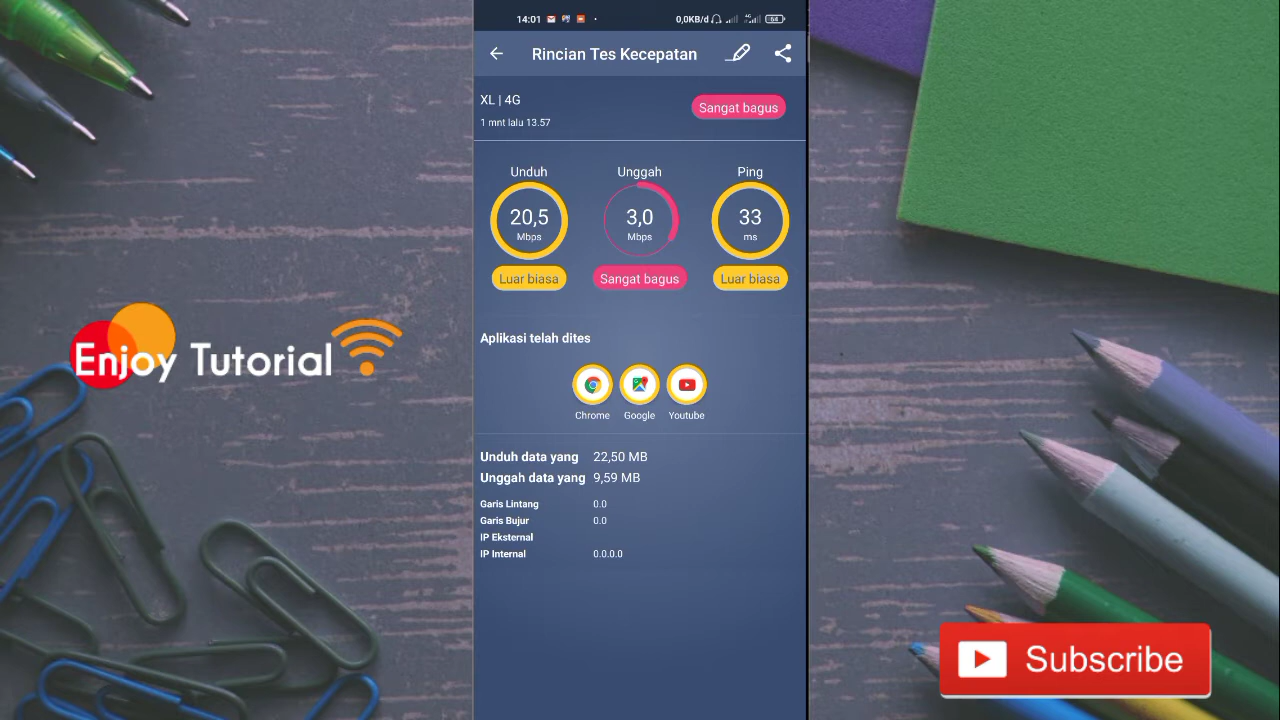 14:01
0,0KB/d
4G
64
Rincian Tes Kecepatan
XL | 4G
Sangat bagus
1 mnt lalu 13.57
Unduh
Unggah
Ping
20,5
Mbps
3,0
Mbps
33
ms
Luar biasa
Sangat bagus
Luar biasa
Enjoy Tutorial
Aplikasi telah dites
Chrome
Google
Youtube
Unduh data yang 22,50 MB
Unggah data yang 9,59 MB
Garis Lintang 0.0
Garis Bujur 0.0
IP Eksternal
IP Internal 0.0.0.0
Subscribe